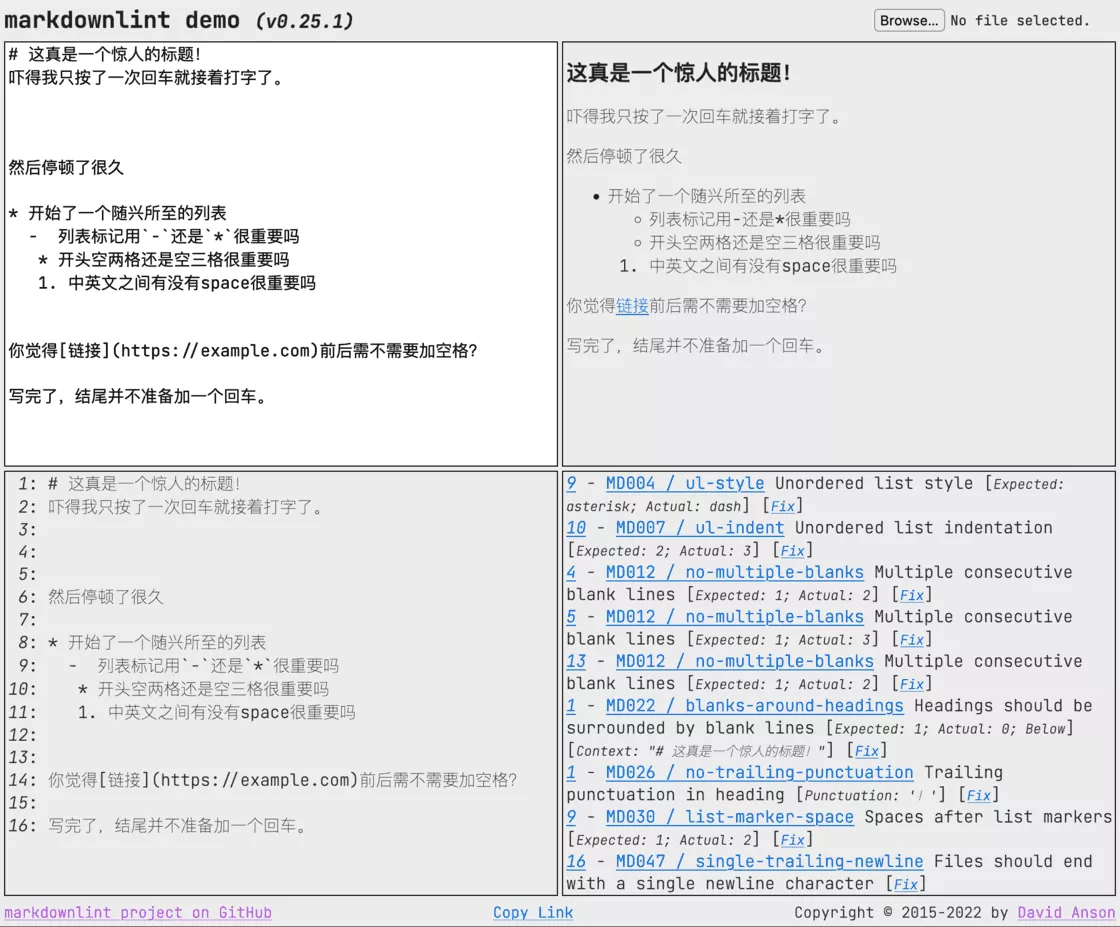 markdownlint demo (v0.25.1)
Browse... No file selected.
# 这真是一个惊人的标题！
吓得我只按了一次回车就接着打字了。
然后停顿了很久
* 开始了一个随兴所至的列表
-  列表标记用`-`还是`*`很重要吗
* 开头空两格还是空三格很重要吗
1. 中英文之间有没有space很重要吗
你觉得[链接](https://example.com)前后需不需要加空格？
写完了，结尾并不准备加一个回车。
这真是一个惊人的标题！
吓得我只按了一次回车就接着打字了。
然后停顿了很久
• 开始了一个随兴所至的列表
◦ 列表标记用-还是*很重要吗
◦ 开头空两格还是空三格很重要吗
1. 中英文之间有没有space很重要吗
你觉得链接前后需不需要加空格？
写完了，结尾并不准备加一个回车。
1: # 这真是一个惊人的标题！
2: 吓得我只按了一次回车就接着打字了。
3:
4:
5:
6: 然后停顿了很久
7:
8: * 开始了一个随兴所至的列表
9:   -  列表标记用`-`还是`*`很重要吗
10:    * 开头空两格还是空三格很重要吗
11:    1. 中英文之间有没有space很重要吗
12:
13:
14: 你觉得[链接](https://example.com)前后需不需要加空格？
15:
16: 写完了，结尾并不准备加一个回车。
9 - MD004 / ul-style Unordered list style [Expected:
asterisk; Actual: dash] [Fix]
10 - MD007 / ul-indent Unordered list indentation
[Expected: 2; Actual: 3] [Fix]
4 - MD012 / no-multiple-blanks Multiple consecutive
blank lines [Expected: 1; Actual: 2] [Fix]
5 - MD012 / no-multiple-blanks Multiple consecutive
blank lines [Expected: 1; Actual: 3] [Fix]
13 - MD012 / no-multiple-blanks Multiple consecutive
blank lines [Expected: 1; Actual: 2] [Fix]
1 - MD022 / blanks-around-headings Headings should be
surrounded by blank lines [Expected: 1; Actual: 0; Below]
[Context: "# 这真是一个惊人的标题！"] [Fix]
1 - MD026 / no-trailing-punctuation Trailing
punctuation in heading [Punctuation: '！'] [Fix]
9 - MD030 / list-marker-space Spaces after list markers
[Expected: 1; Actual: 2] [Fix]
16 - MD047 / single-trailing-newline Files should end
with a single newline character [Fix]
markdownlint project on GitHub
Copy Link
Copyright © 2015-2022 by David Anson